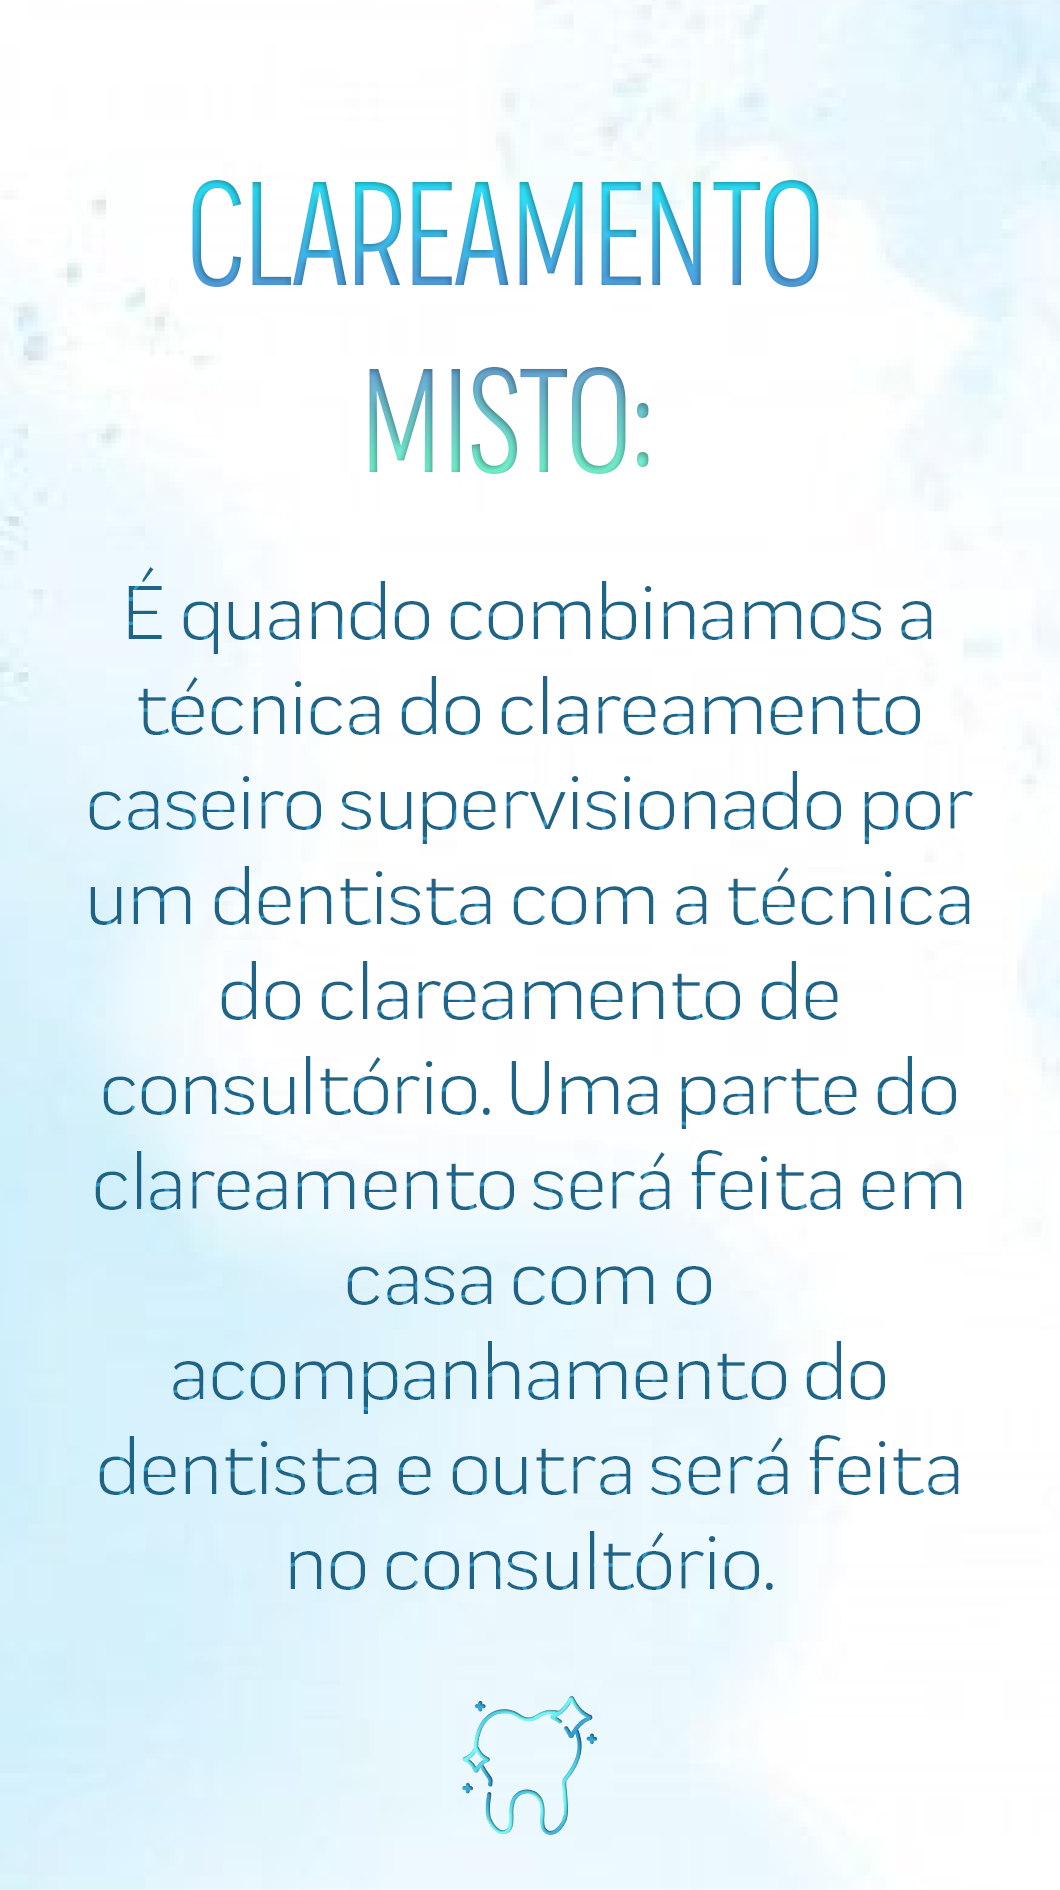 CLAREAMENTO
MISTO:
É quando combinamos a
técnica do clareamento
caseiro supervisionado por
um dentista com a técnica
do clareamento de
consultório. Uma parte do
clareamento será feita em
casa com o
acompanhamento do
dentista e outra será feita
no consultório.